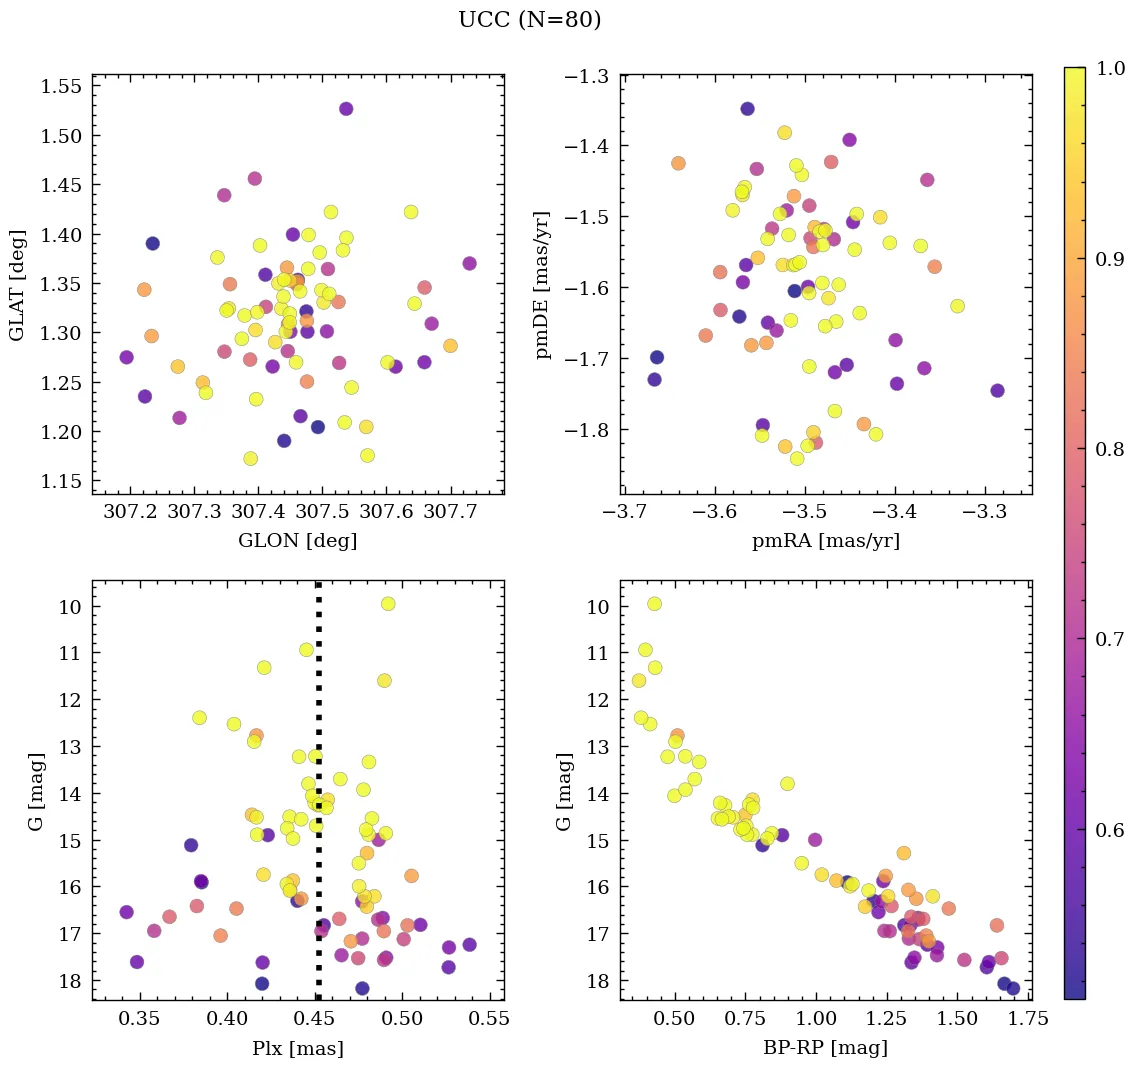 UCC (N=80)
1.55
1.50
1.45
1.40
1.35
1.30
1.25
1.20
1.15
GLAT [deg]
307.2 307.3 307.4 307.5 307.6 307.7
GLON [deg]
−1.3
−1.4
−1.5
−1.6
−1.7
−1.8
pmDE [mas/yr]
−3.7 −3.6 −3.5 −3.4 −3.3
pmRA [mas/yr]
10
11
12
13
14
15
16
17
18
G [mag]
0.35 0.40 0.45 0.50 0.55
Plx [mas]
10
11
12
13
14
15
16
17
18
G [mag]
0.50 0.75 1.00 1.25 1.50 1.75
BP-RP [mag]
1.0
0.9
0.8
0.7
0.6